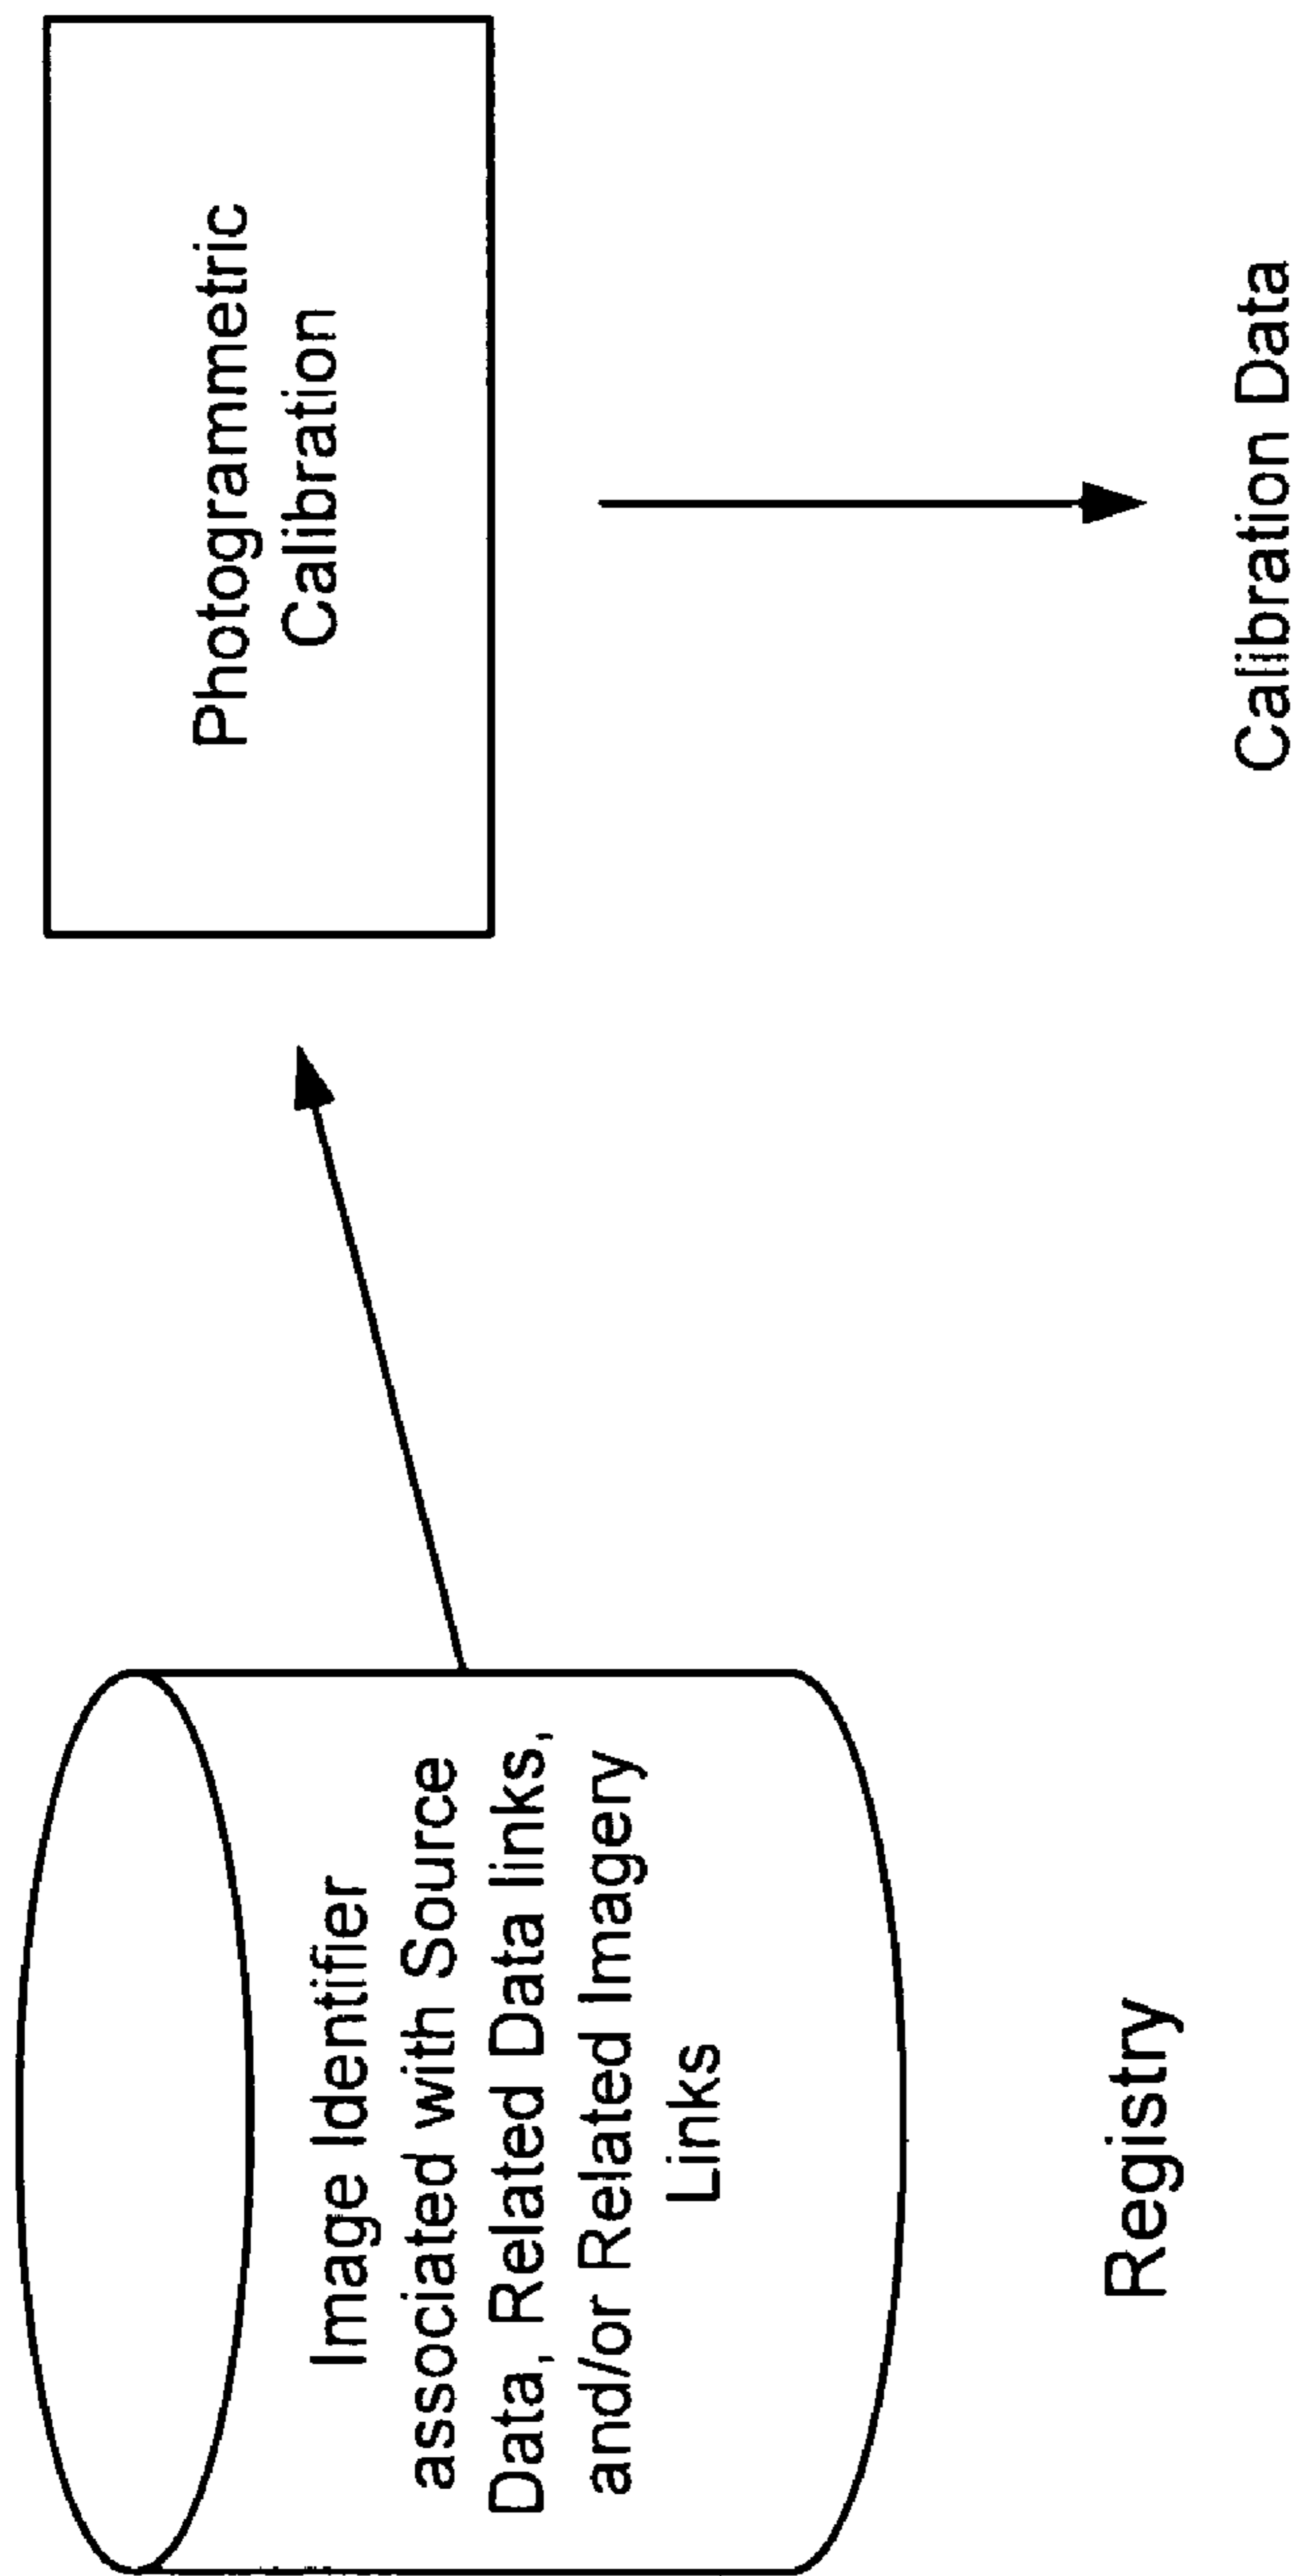 Image Identifier
associated with Source
Data, Related Data links,
and/or Related Imagery
Links
Registry
Photogrammetric
Calibration
Calibration Data